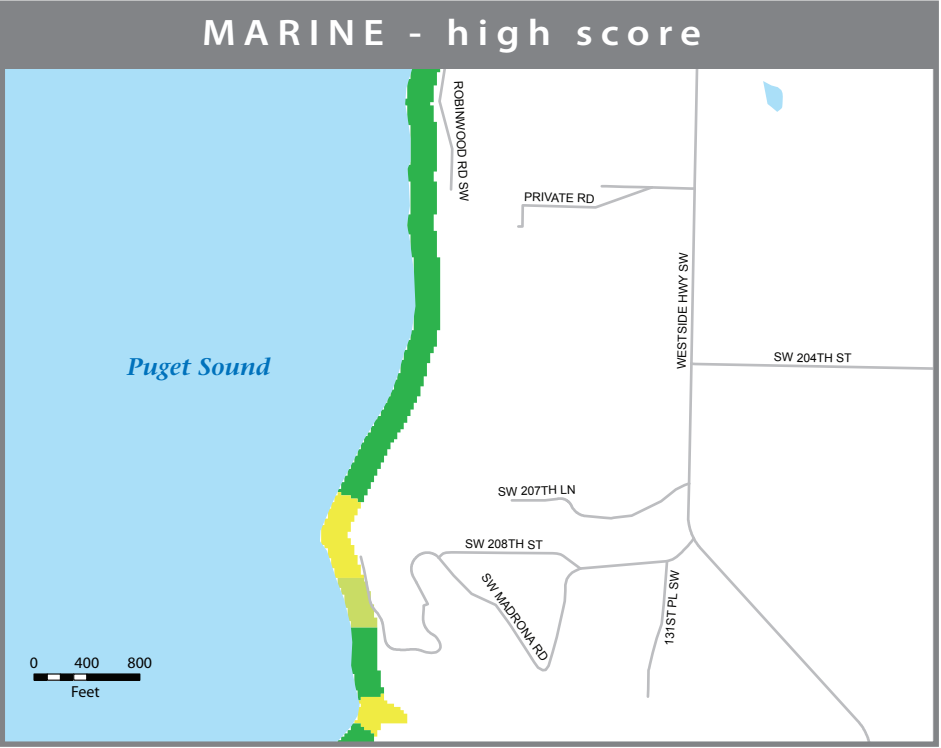 MARINE - high score
ROBINWOOD RD SW
PRIVATE RD
WESTSIDE HWY SW
SW 204TH ST
Puget Sound
SW 207TH LN
SW 208TH ST
SW MADRONA RD
131ST PL SW
0 400 800
Feet